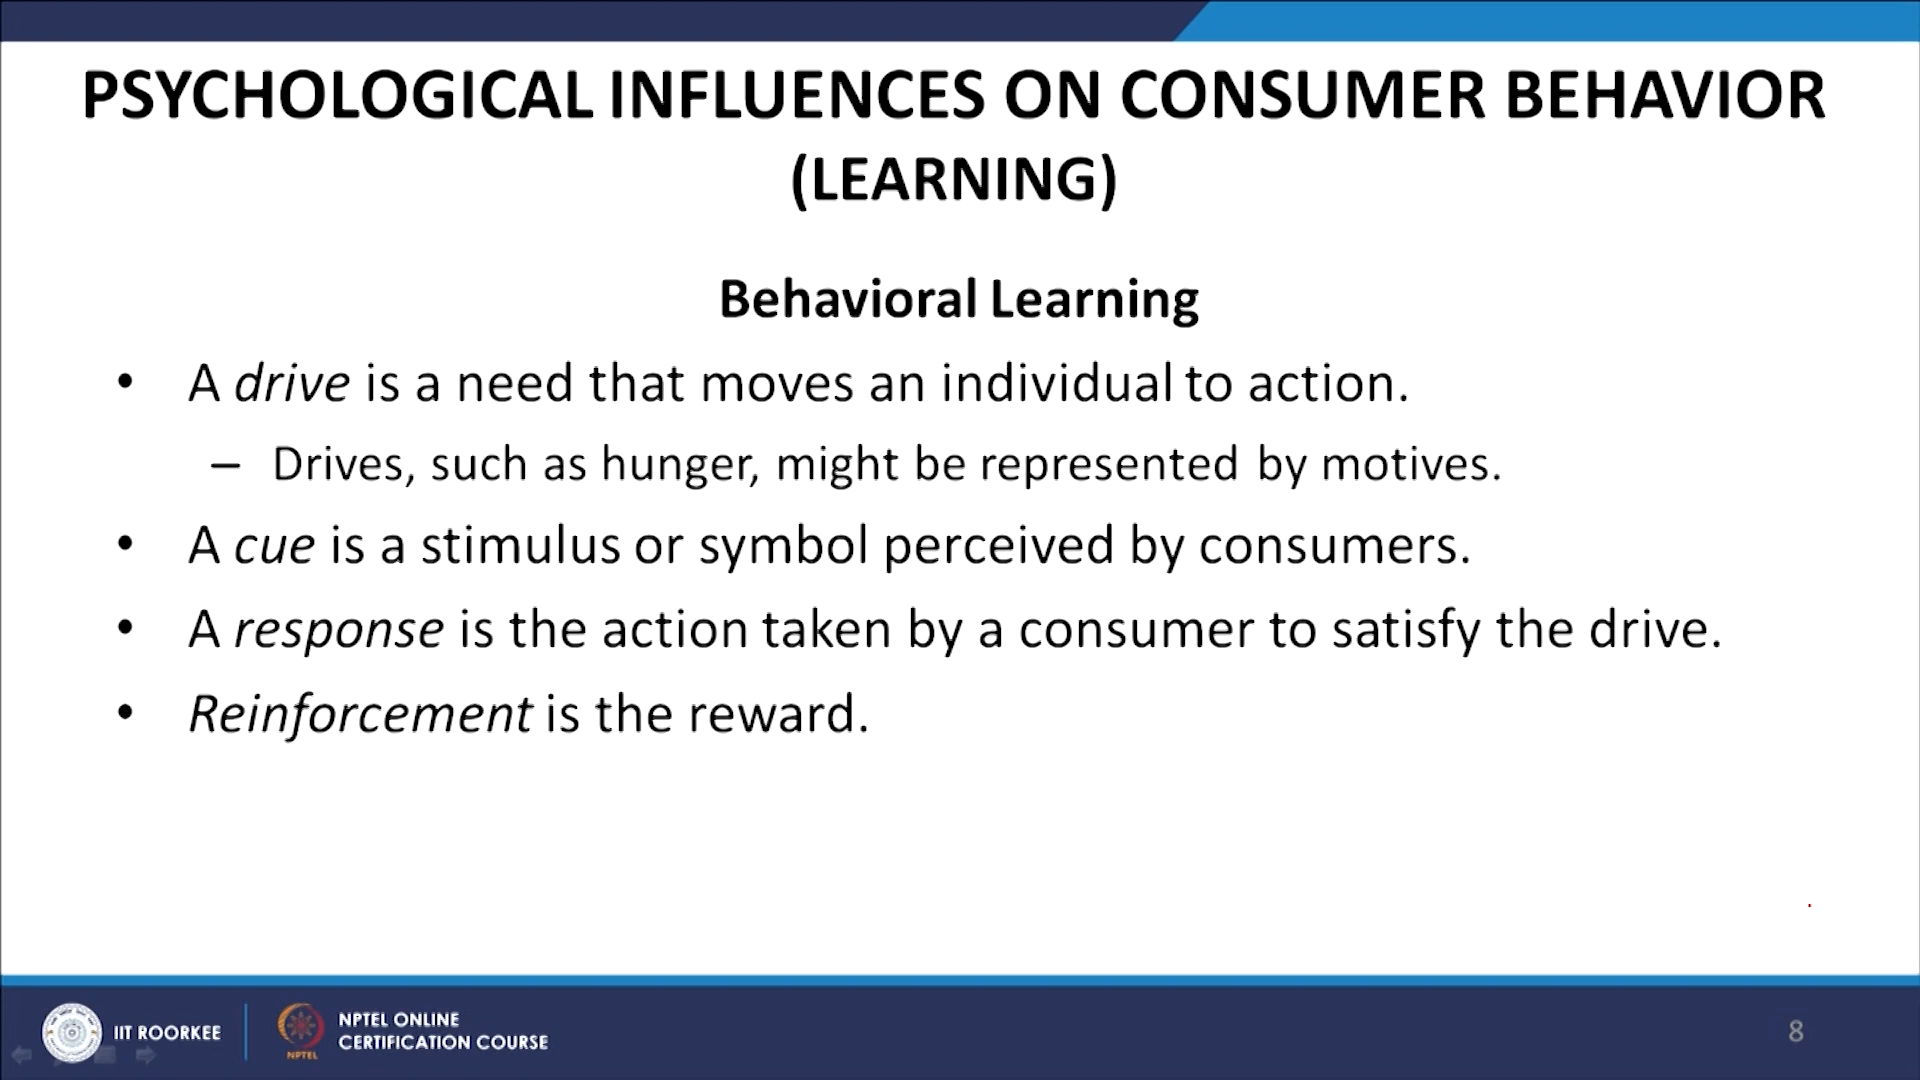 PSYCHOLOGICAL INFLUENCES ON CONSUMER BEHAVIOR
(LEARNING)
Behavioral Learning
• A drive is a need that moves an individual to action.
– Drives, such as hunger, might be represented by motives.
• A cue is a stimulus or symbol perceived by consumers.
• A response is the action taken by a consumer to satisfy the drive.
• Reinforcement is the reward.
IIT ROORKEE
NPTEL
NPTEL ONLINE
CERTIFICATION COURSE
8